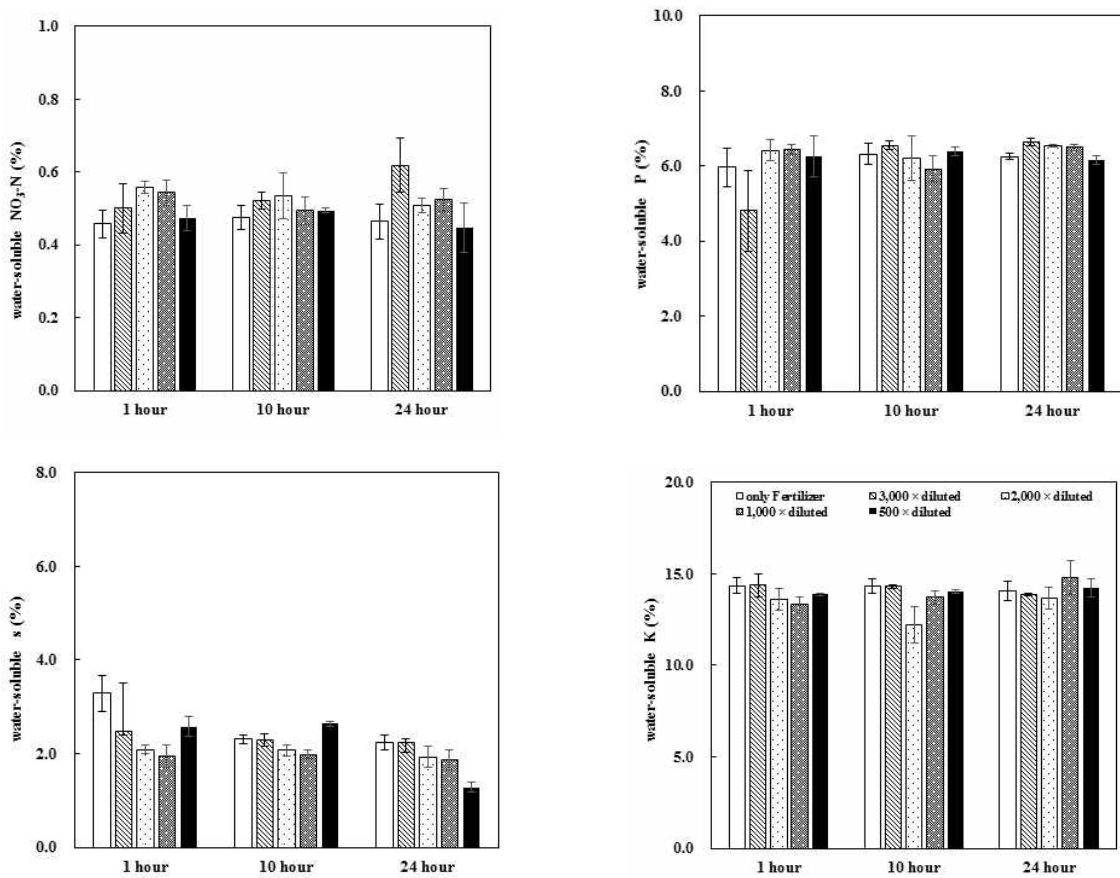 1.0
0.8
0.6
0.4
0.2
0.0
water-soluble NO3-N (%)
1 hour 10 hour 24 hour
10.0
8.0
6.0
4.0
2.0
0.0
water-soluble P (%)
1 hour 10 hour 24 hour
8.0
6.0
4.0
2.0
0.0
water-soluble s (%)
1 hour 10 hour 24 hour
20.0
15.0
10.0
5.0
0.0
water-soluble K (%)
only Fertilizer 3,000 × diluted 2,000 × diluted
1,000 × diluted 500 × diluted
1 hour 10 hour 24 hour